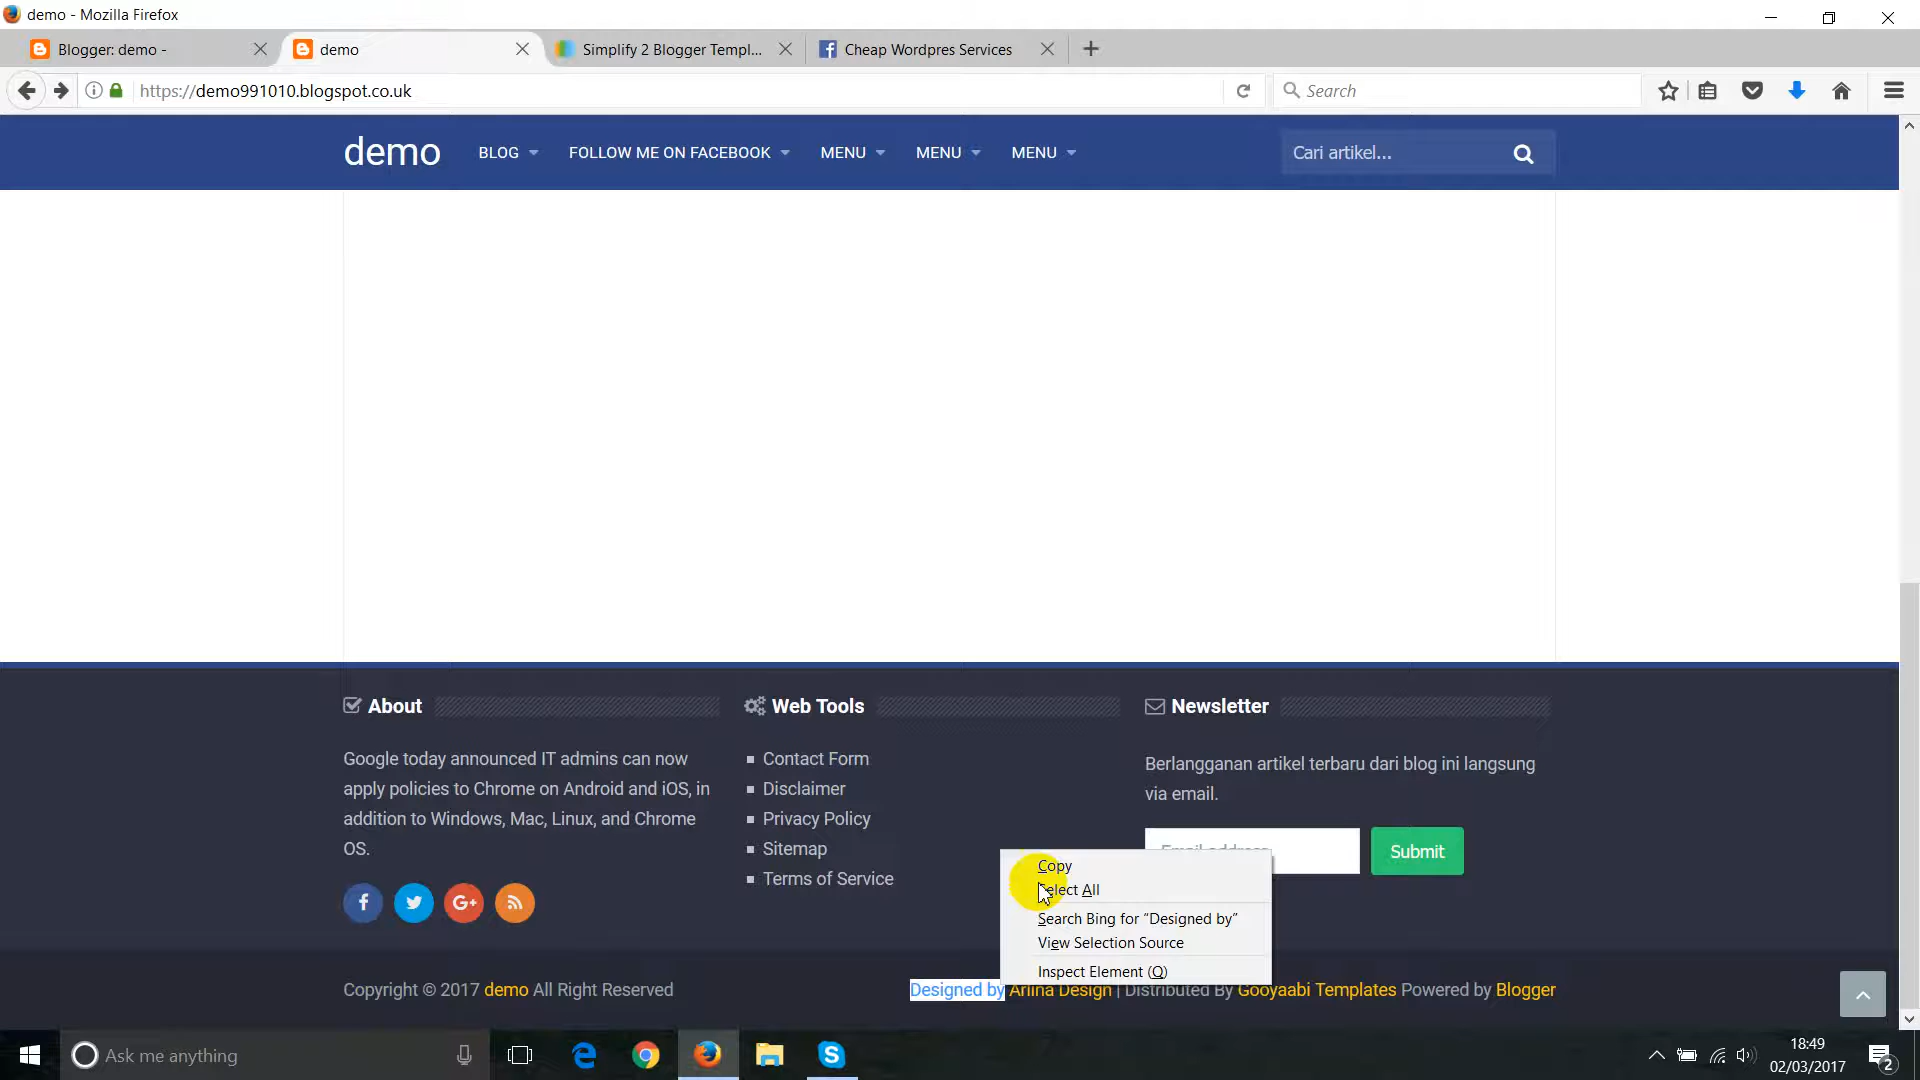 demo - Mozilla Firefox
Blogger: demo -
demo
Simplify 2 Blogger Templ...
Cheap Wordpres Services
https://demo991010.blogspot.co.uk
Search
demo
BLOG
FOLLOW ME ON FACEBOOK
MENU
MENU
MENU
Cari artikel...
About
Google today announced IT admins can now
apply policies to Chrome on Android and iOS, in
addition to Windows, Mac, Linux, and Chrome
OS.
Web Tools
Contact Form
Disclaimer
Privacy Policy
Sitemap
Terms of Service
Newsletter
Berlangganan artikel terbaru dari blog ini langsung
via email.
Submit
Copy
Select All
Search Bing for “Designed by”
View Selection Source
Inspect Element (Q)
Copyright © 2017 demo All Right Reserved
Designed by Arlina Design | Distributed By Gooyaabi Templates Powered by Blogger
Ask me anything
18:49
02/03/2017
2